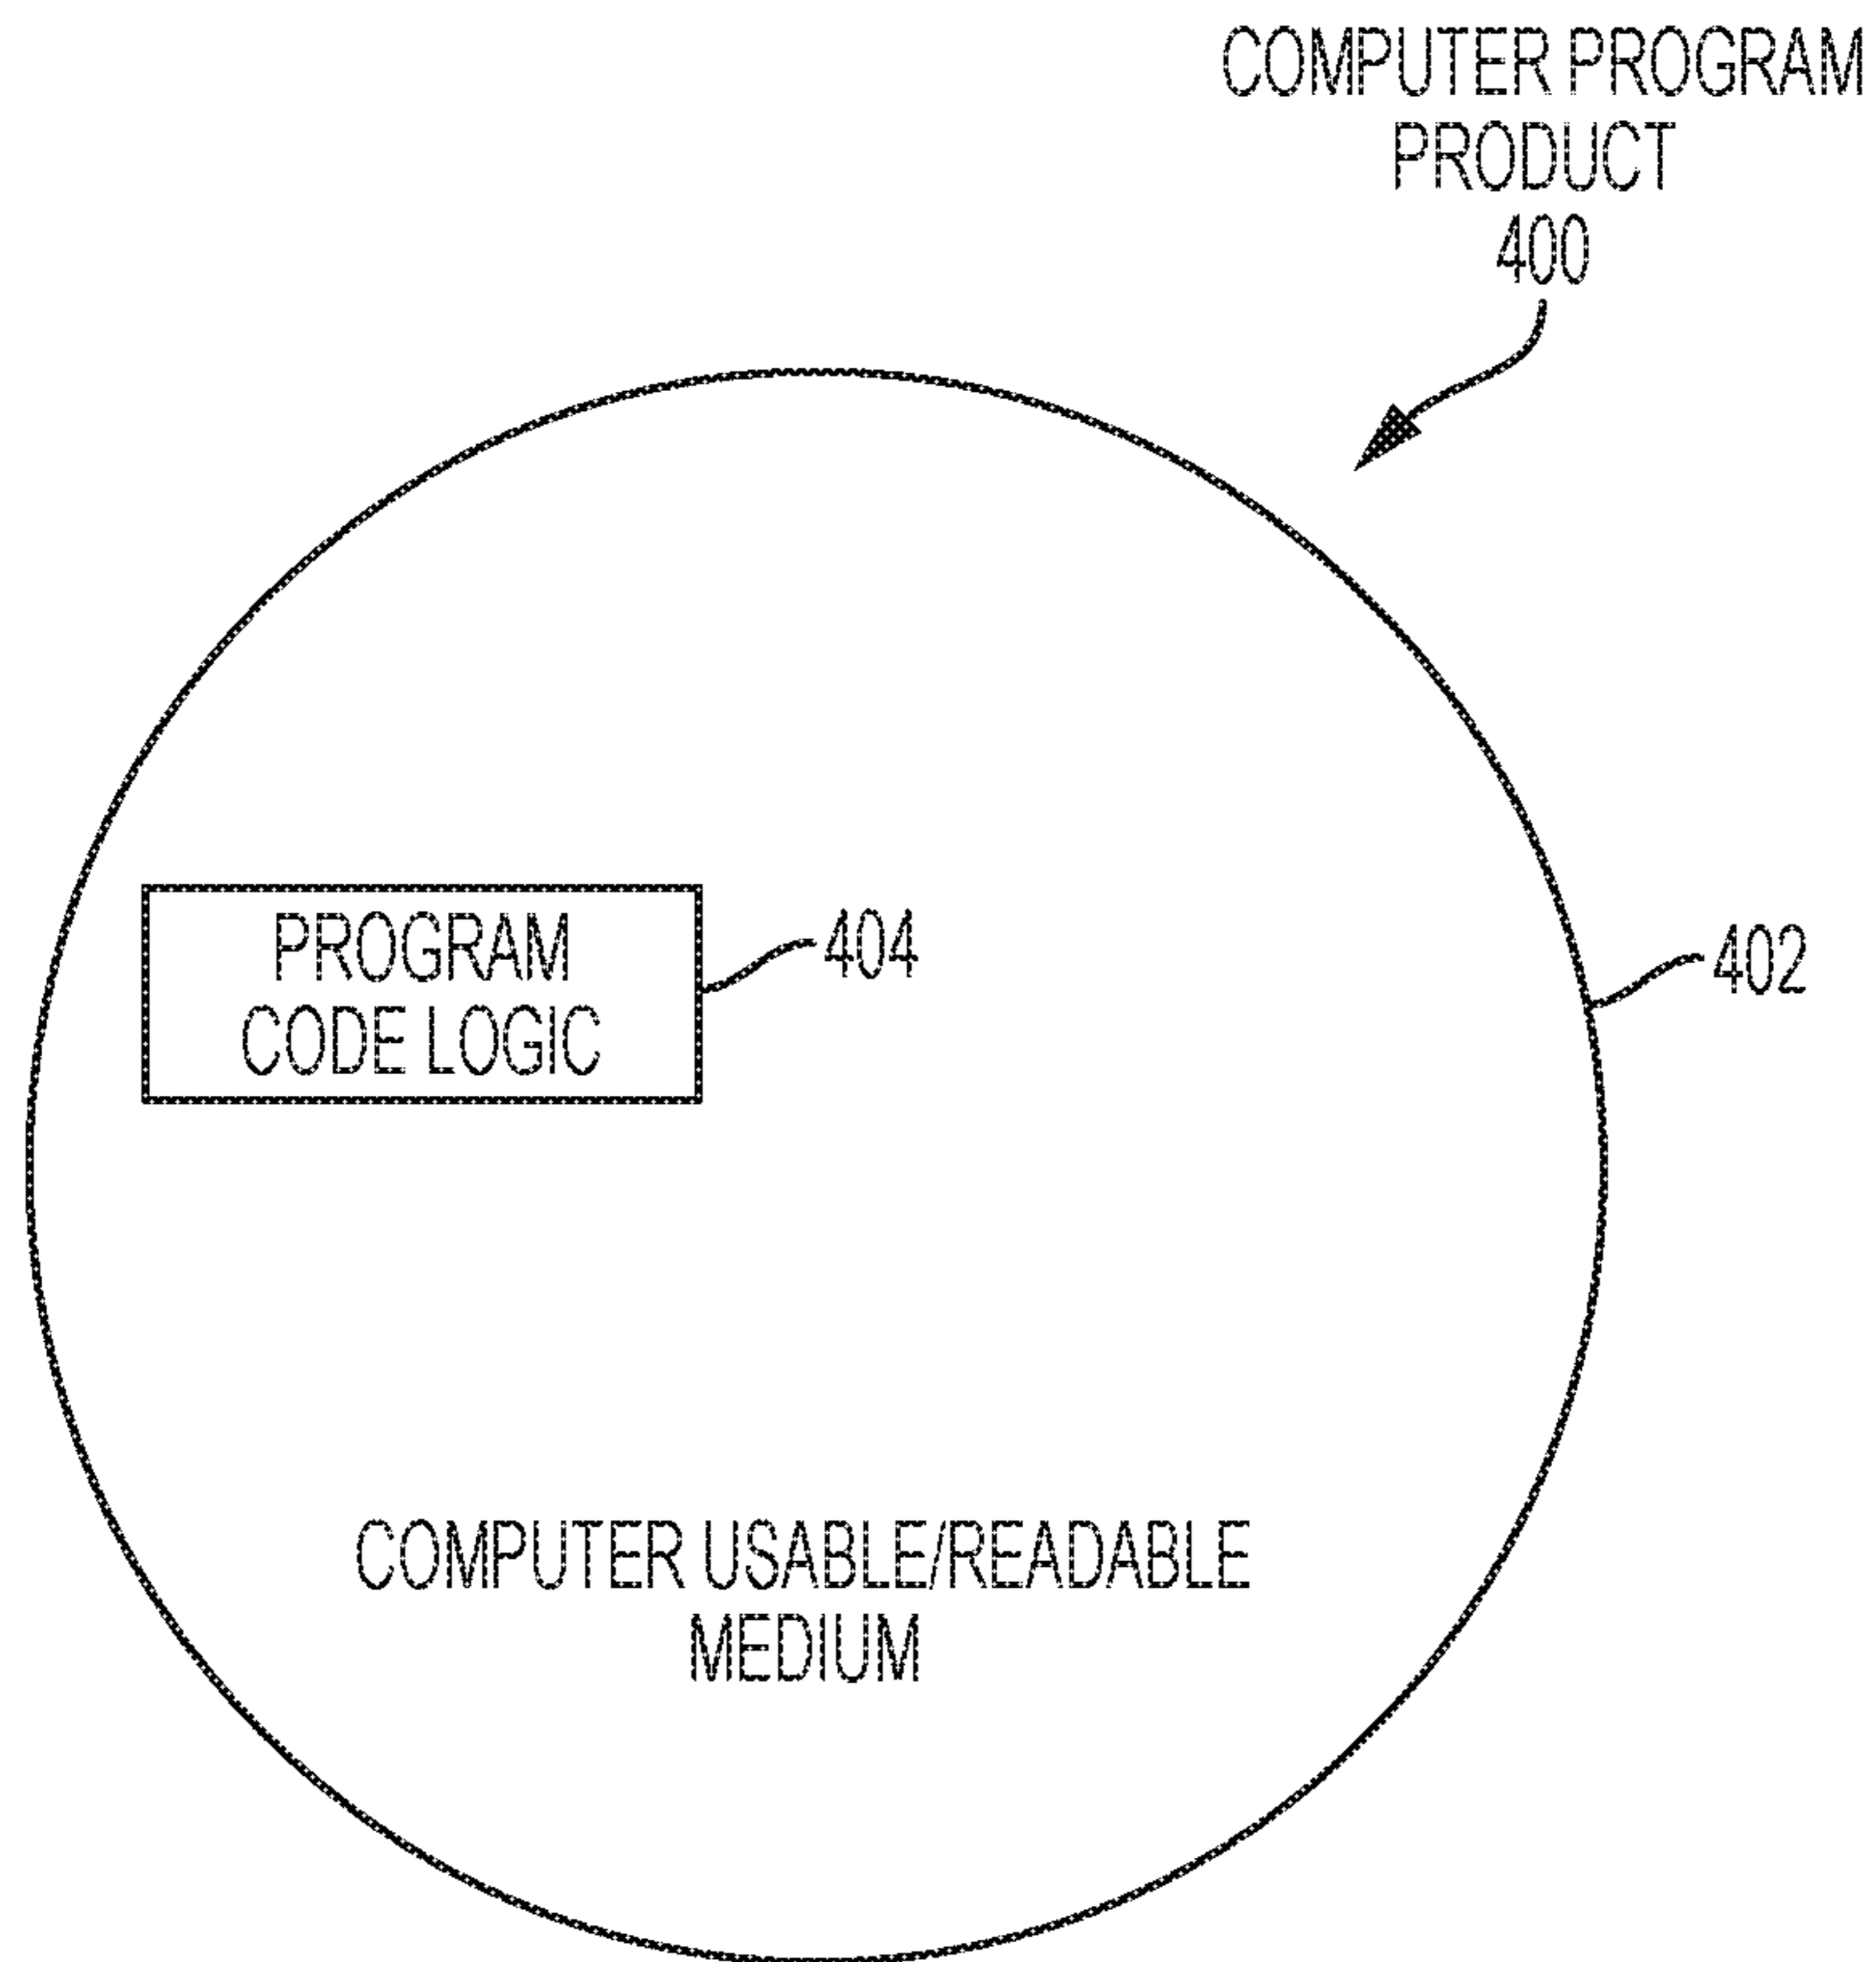 COMPUTER PROGRAM
PRODUCT
400
PROGRAM
CODE LOGIC
404
402
COMPUTER USABLE/READABLE
MEDIUM